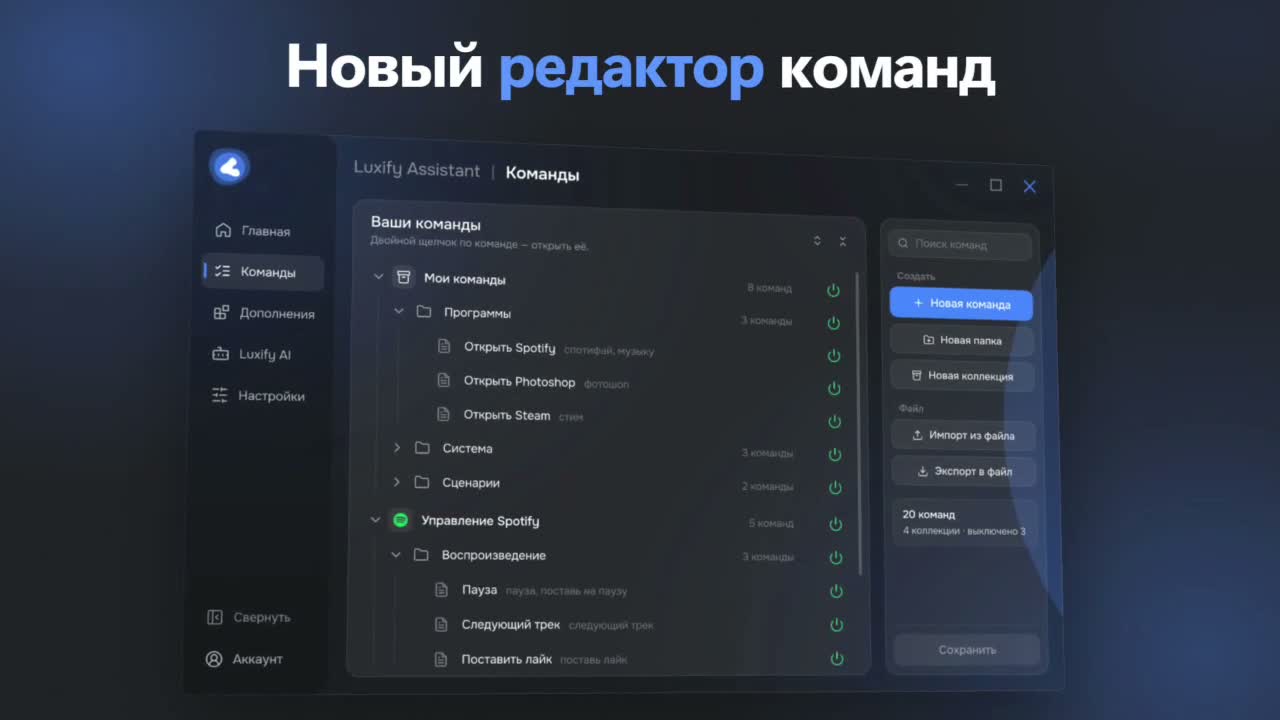 Новый редактор команд
Luxify Assistant | Команды
Главная
Команды
Дополнения
Luxify AI
Настройки
Свернуть
Аккаунт
Ваши команды
Двойной щелчок по команде — открыть её.
Мои команды 8 команд
Программы 3 команды
Открыть Spotify спотифай, музыку
Открыть Photoshop фотошоп
Открыть Steam стим
Система 3 команды
Сценарии 2 команды
Управление Spotify 5 команд
Воспроизведение 3 команды
Пауза пауза, поставь на паузу
Следующий трек следующий трек
Поставить лайк поставь лайк
Поиск команд
Создать
+ Новая команда
Новая папка
Новая коллекция
Файл
Импорт из файла
Экспорт в файл
20 команд
4 коллекции · выключено 3
Сохранить